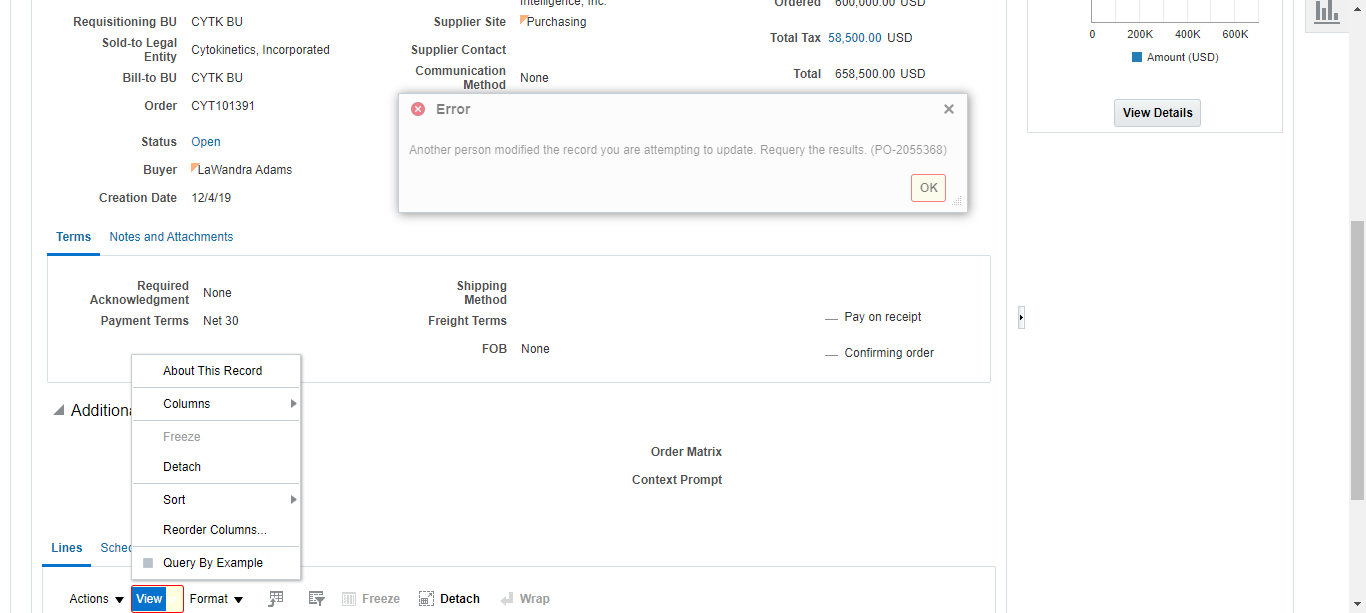 Intelligence, Inc.
Ordered 600,000.00 USD
Requisitioning BU CYTK BU
Supplier Site Purchasing
Sold-to Legal
Entity Cytokinetics, Incorporated
Supplier Contact
Total Tax 58,500.00 USD
Bill-to BU CYTK BU
Communication
Method None
Total 658,500.00 USD
Order CYT101391
Status Open
Buyer LaWandra Adams
Creation Date 12/4/19
Error
Another person modified the record you are attempting to update. Requery the results. (PO-2055368)
OK
0 200K 400K 600K
Amount (USD)
View Details
Terms Notes and Attachments
Required
Acknowledgment None
Payment Terms Net 30
Shipping
Method
Freight Terms
FOB None
Pay on receipt
Confirming order
Additiona
Order Matrix
Context Prompt
About This Record
Columns
Freeze
Detach
Sort
Reorder Columns...
Query By Example
Lines Sched
Actions View Format Freeze Detach Wrap